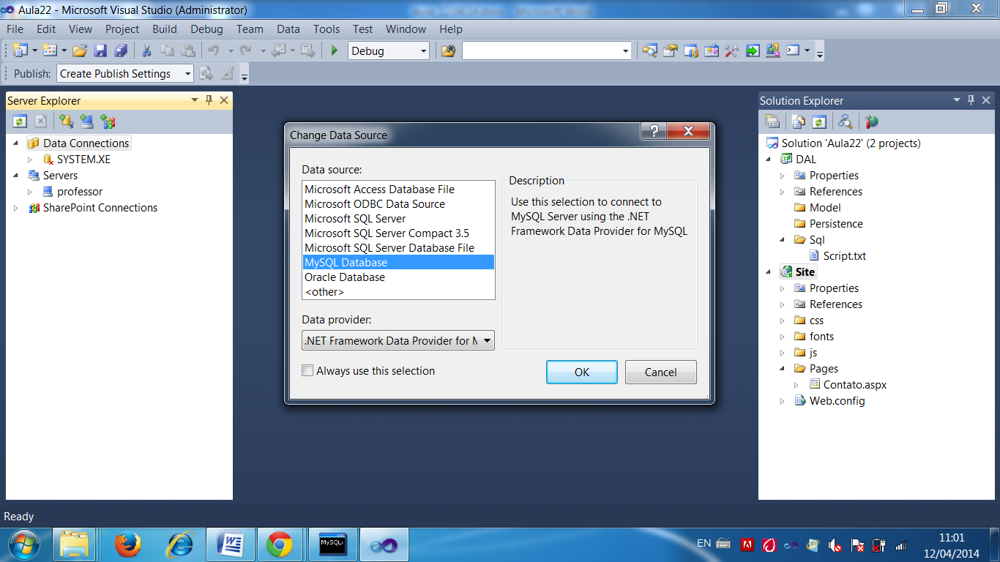 Aula22 - Microsoft Visual Studio (Administrator)
File Edit View Project Build Debug Team Data Tools Test Window Help
Debug
Publish: Create Publish Settings
Server Explorer
Data Connections
SYSTEM.XE
Servers
professor
SharePoint Connections
Change Data Source
Data source:
Microsoft Access Database File
Microsoft ODBC Data Source
Microsoft SQL Server
Microsoft SQL Server Compact 3.5
Microsoft SQL Server Database File
MySQL Database
Oracle Database
<other>
Data provider:
.NET Framework Data Provider for M
Always use this selection
Description
Use this selection to connect to
MySQL Server using the .NET
Framework Data Provider for MySQL
OK Cancel
Solution Explorer
Solution 'Aula22' (2 projects)
DAL
Properties
References
Model
Persistence
Sql
Script.txt
Site
Properties
References
css
fonts
js
Pages
Contato.aspx
Web.config
Ready
MySQL>
EN
11:01
12/04/2014